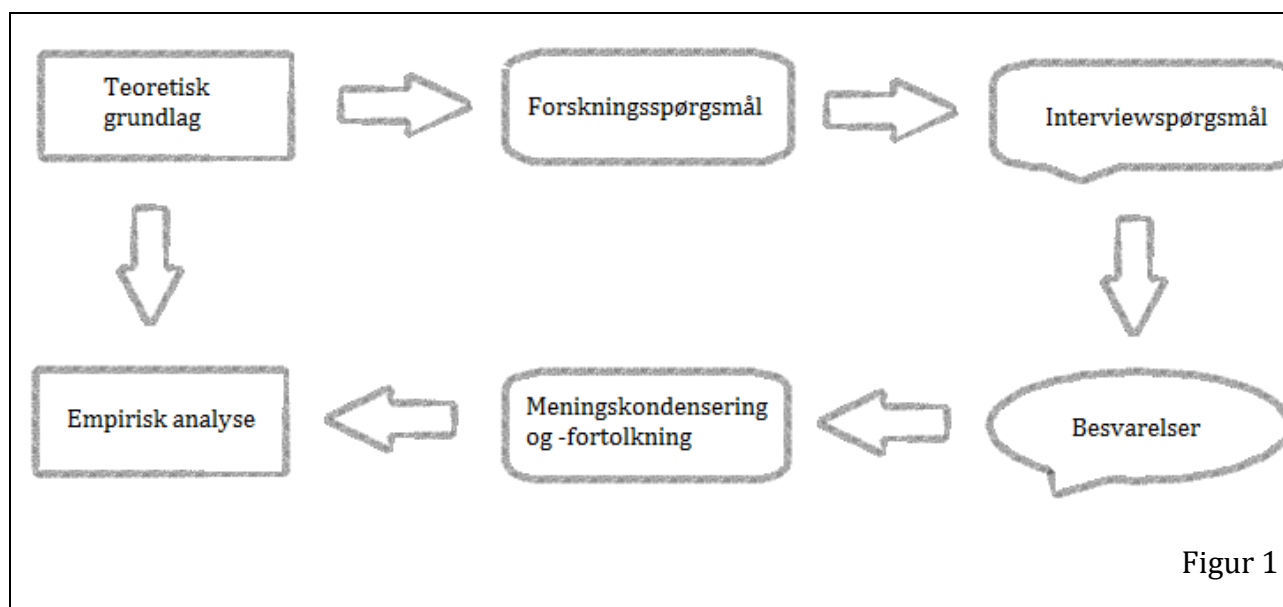 Teoretisk
grundlag
Forskningsspørgsmål
Interviewspørgsmål
Empirisk analyse
Meningskondensering
og -fortolkning
Besvarelser
Figur 1